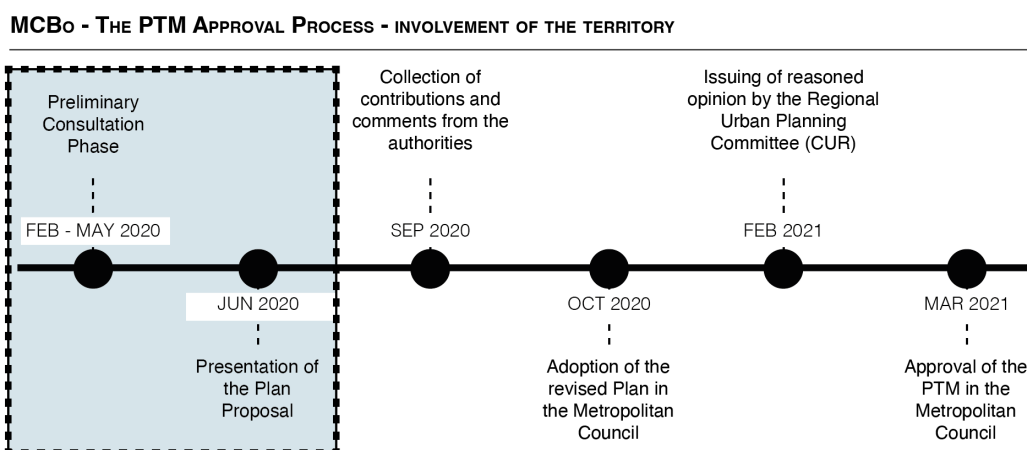 MCBo - The PTM Approval Process - involvement of the territory
Preliminary
Consultation
Phase
FEB - MAY 2020
JUN 2020
Presentation of
the Plan
Proposal
Collection of
contributions and
comments from the
authorities
SEP 2020
OCT 2020
Adoption of the
revised Plan in
the Metropolitan
Council
Issuing of reasoned
opinion by the Regional
Urban Planning
Committee (CUR)
FEB 2021
MAR 2021
Approval of the
PTM in the
Metropolitan
Council